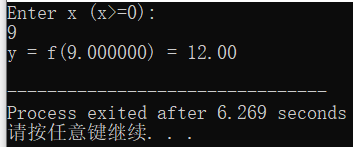 Enter x (x>=0):
9
y = f(9.000000) = 12.00
--------------------------------
Process exited after 6.269 seconds
请按任意键继续. . .